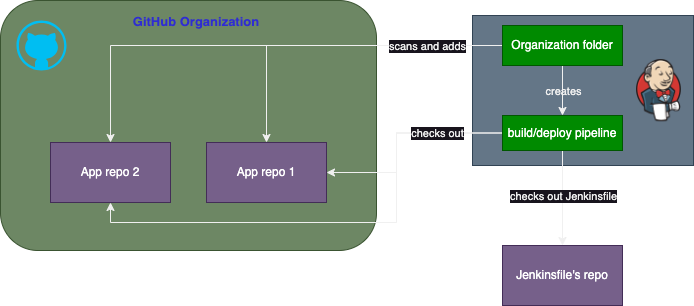 GitHub Organization
scans and adds
Organization folder
creates
checks out
build/deploy pipeline
App repo 2
App repo 1
checks out Jenkinsfile
Jenkinsfile's repo